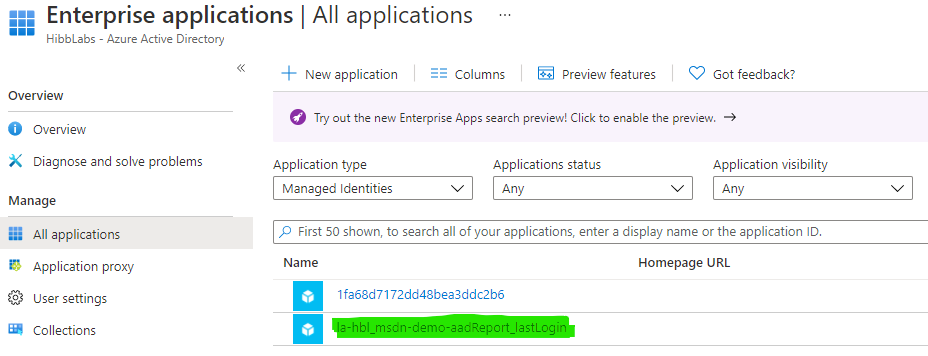 Enterprise applications | All applications ...
HibbLabs - Azure Active Directory
«
Overview
Overview
Diagnose and solve problems
Manage
All applications
Application proxy
User settings
Collections
+ New application
Columns
Preview features
Got feedback?
Try out the new Enterprise Apps search preview! Click to enable the preview. →
Application type
Applications status
Application visibility
Managed Identities
Any
Any
First 50 shown, to search all of your applications, enter a display name or the application ID.
Name
Homepage URL
1fa68d7172dd48bea3ddc2b6
la-hbl_msdn-demo-aadReport_lastLogin